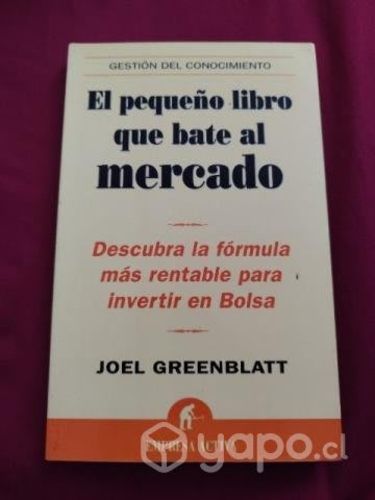 GESTIÓN DEL CONOCIMIENTO
El pequeño libro
que bate al
mercado
Descubra la fórmula
más rentable para
invertir en Bolsa
JOEL GREENBLATT
EMPRESA ACTIVA
yapo.cl